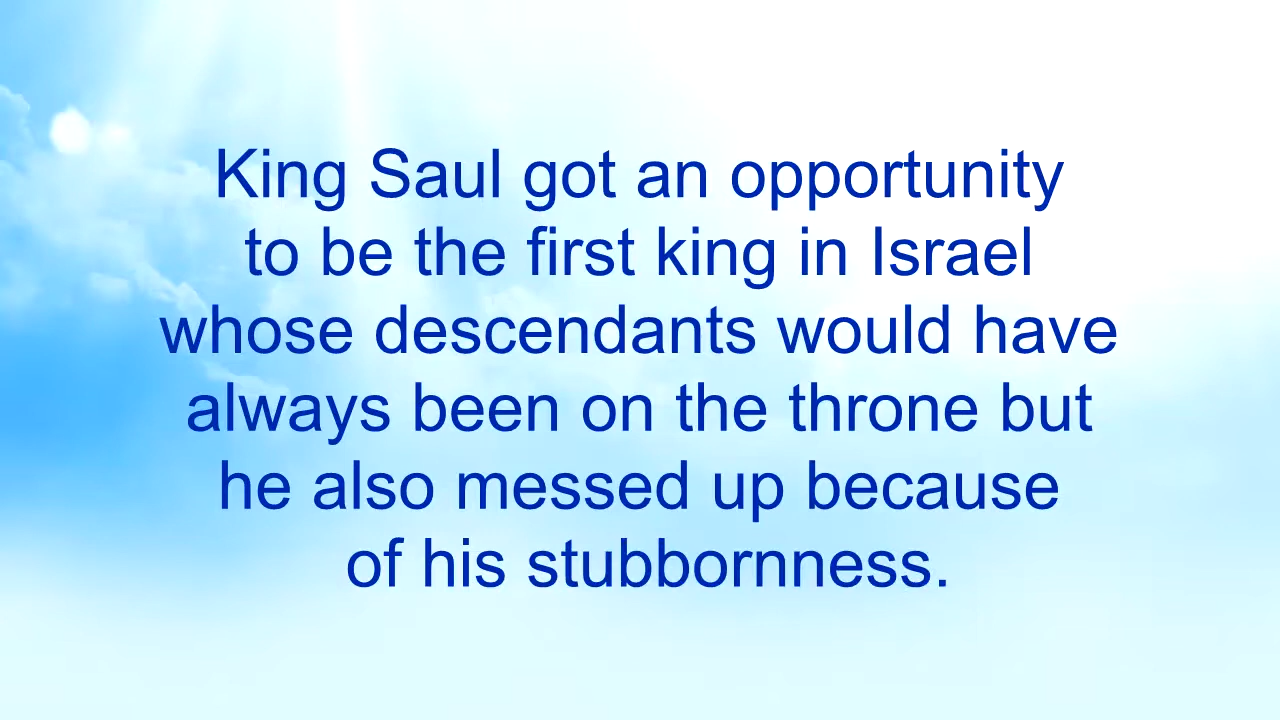 King Saul got an opportunity
to be the first king in Israel
whose descendants would have
always been on the throne but
he also messed up because
of his stubbornness.